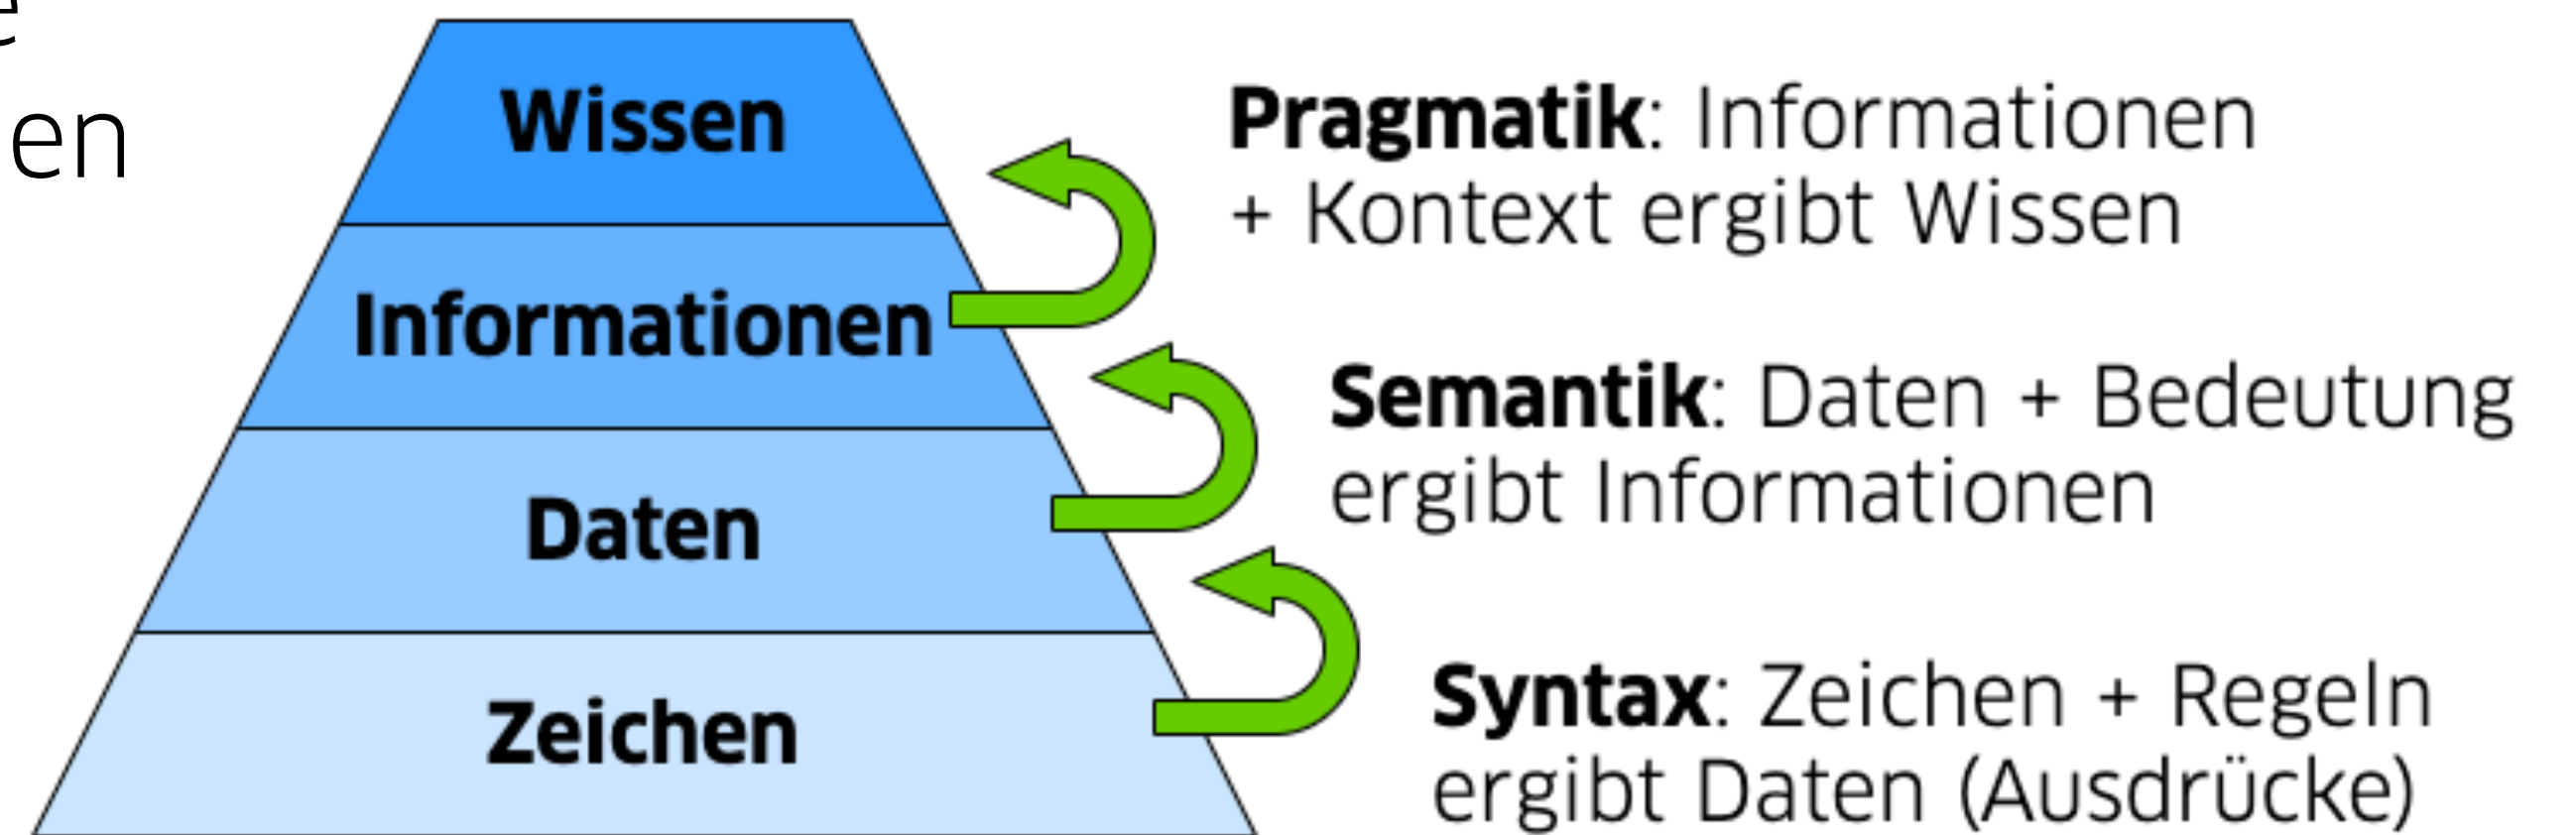 e
en
Wissen
Informationen
Daten
Zeichen
Pragmatik: Informationen
+ Kontext ergibt Wissen
Semantik: Daten + Bedeutung
ergibt Informationen
Syntax: Zeichen + Regeln
ergibt Daten (Ausdrücke)